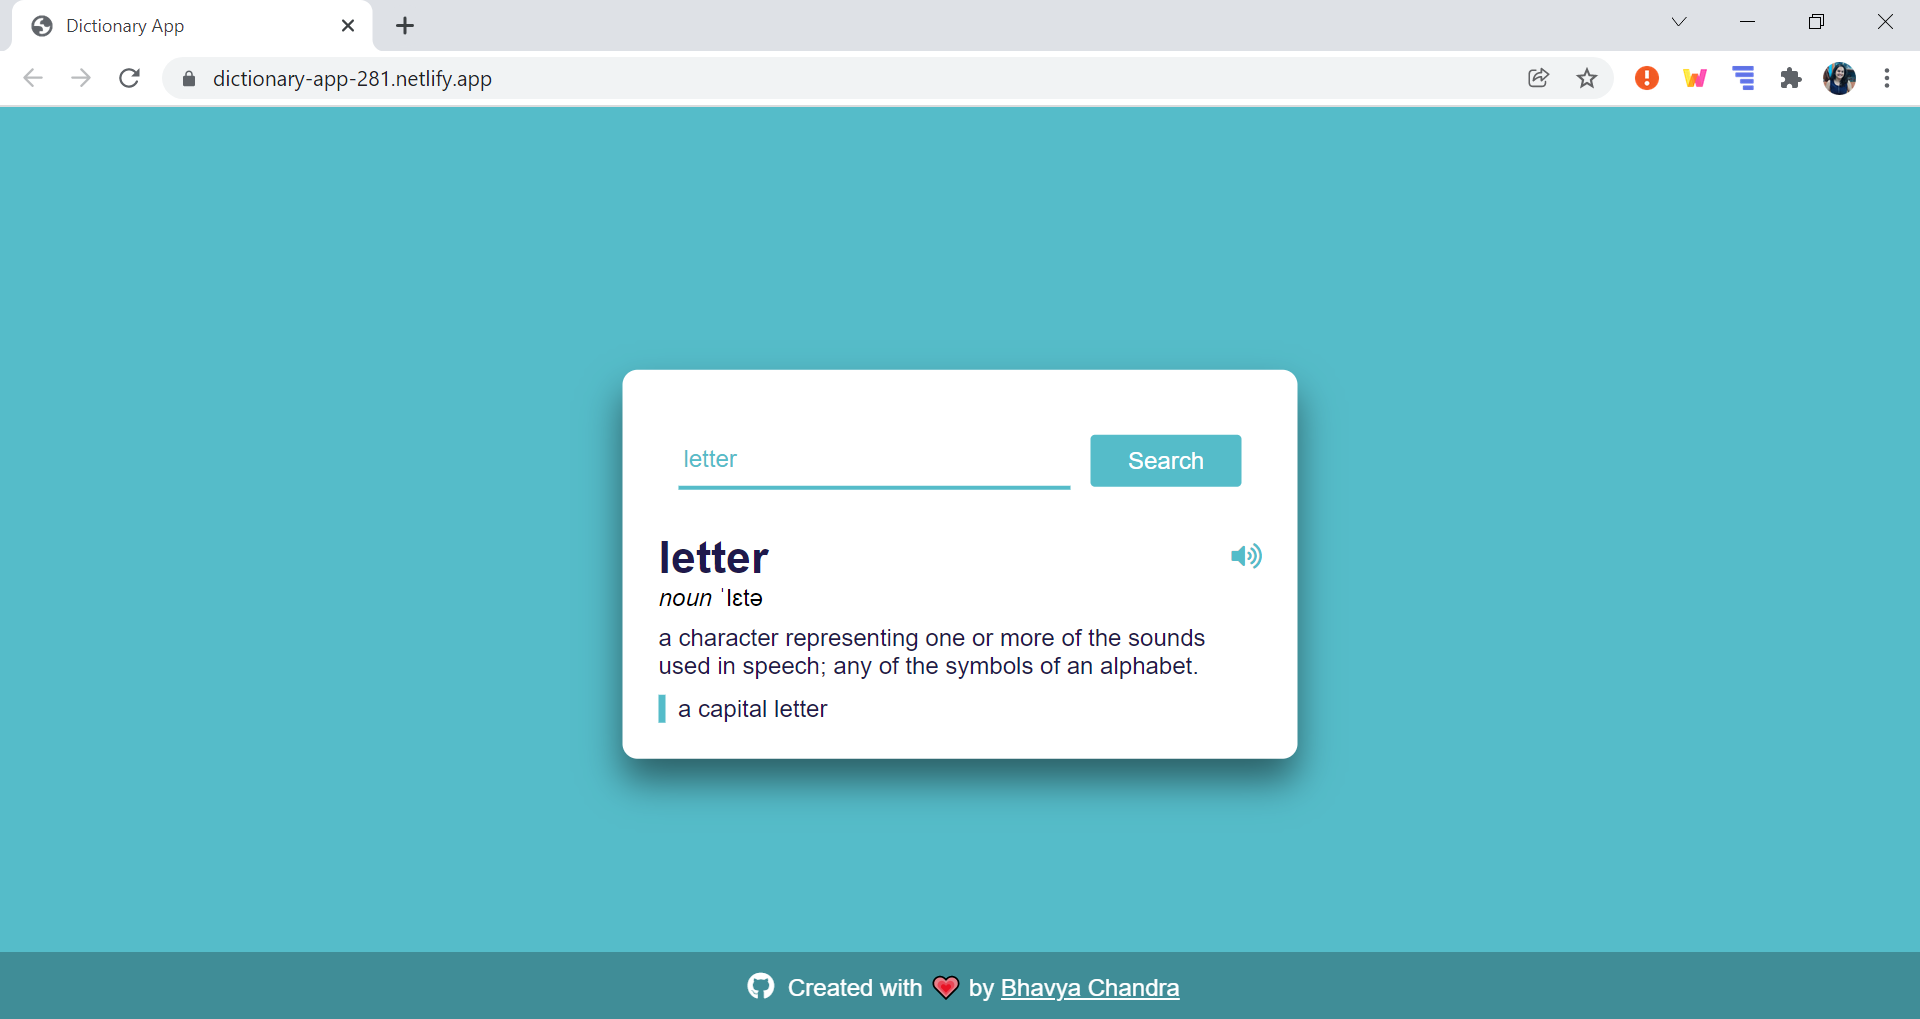 Dictionary App
dictionary-app-281.netlify.app
letter
Search
letter
noun ˈlɛtə
a character representing one or more of the sounds
used in speech; any of the symbols of an alphabet.
a capital letter
Created with ❤ by Bhavya Chandra